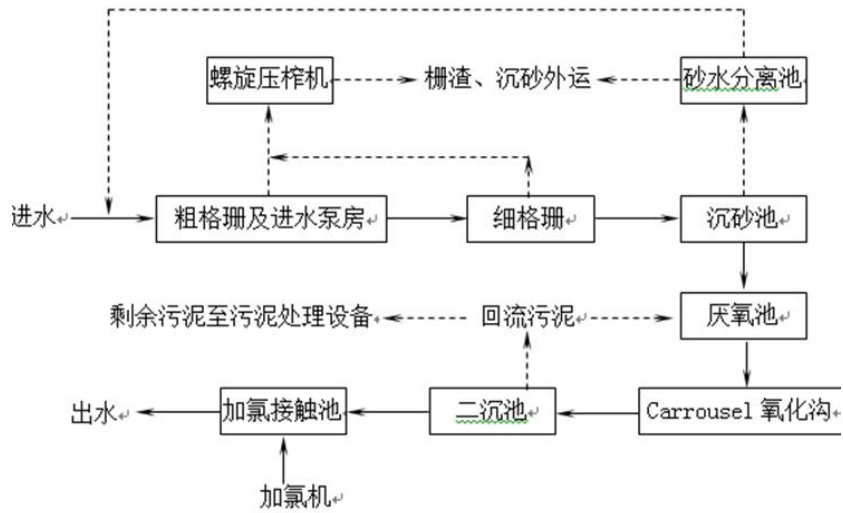 螺旋压榨机
栅渣、沉砂外运
砂水分离池
进水
粗格栅及进水泵房
细格栅
沉砂池
剩余污泥至污泥处理设备
回流污泥
厌氧池
出水
加氯接触池
二沉池
Carrousel 氧化沟
加氯机